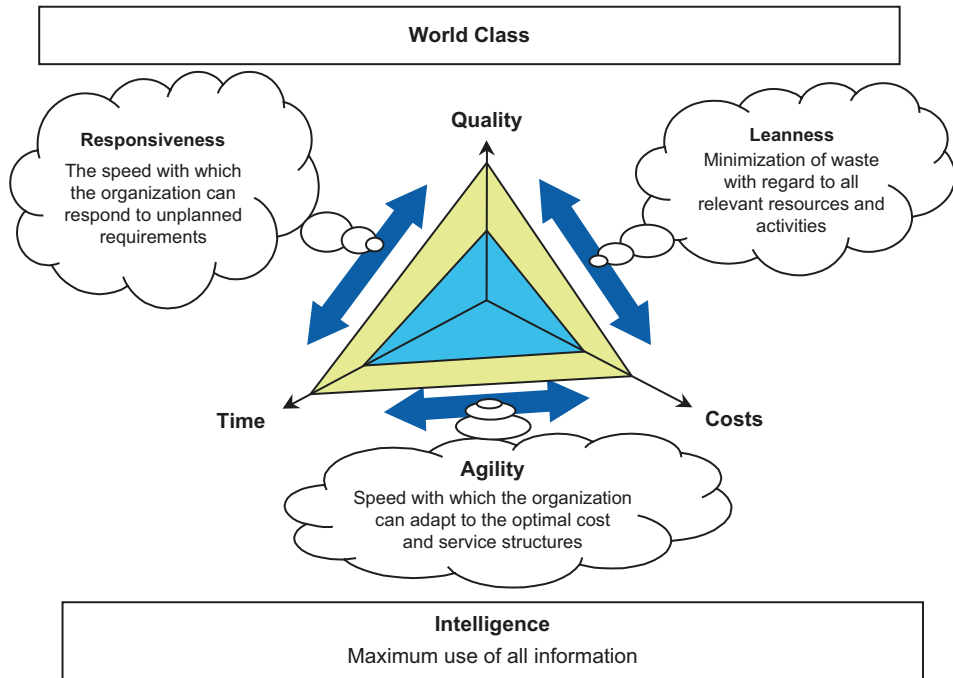 World Class
Responsiveness
The speed with which
the organization can
respond to unplanned
requirements
Quality
Leanness
Minimization of waste
with regard to all
relevant resources and
activities
Time
Costs
Agility
Speed with which the organization
can adapt to the optimal cost
and service structures
Intelligence
Maximum use of all information